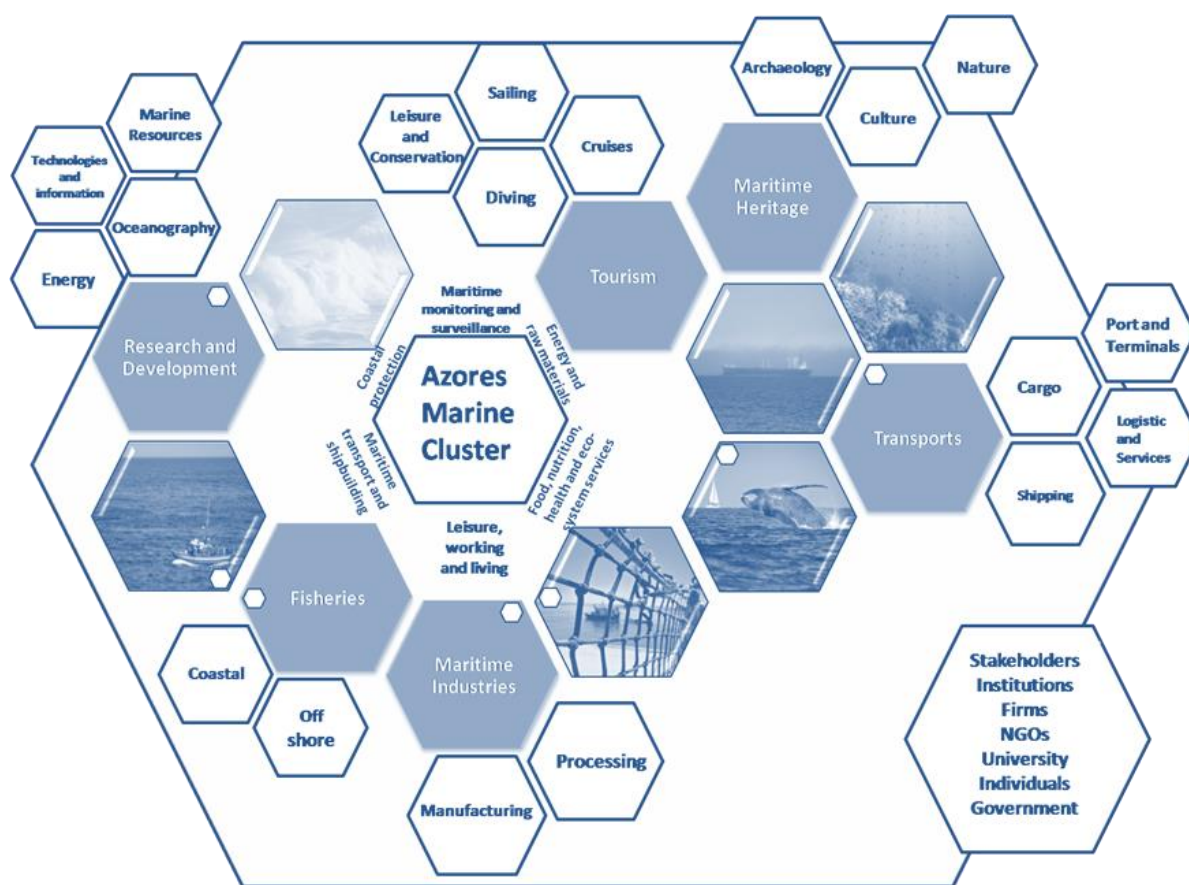 Archaeology
Nature
Culture
Sailing
Leisure
and
Conservation
Cruises
Diving
Marine
Resources
Technologies
and
information
Oceanography
Energy
Maritime
Heritage
Tourism
Research and
Development
Maritime
monitoring and
surveillance
Coastal
protection
Energy and
raw materials
Azores
Marine
Cluster
Maritime
transport and
shipbuilding
Food, nutrition,
health and eco-
system services
Leisure,
working
and living
Port and
Terminals
Cargo
Transports
Logistic
and
Services
Shipping
Fisheries
Maritime
Industries
Coastal
Off
shore
Processing
Manufacturing
Stakeholders
Institutions
Firms
NGOs
University
Individuals
Government